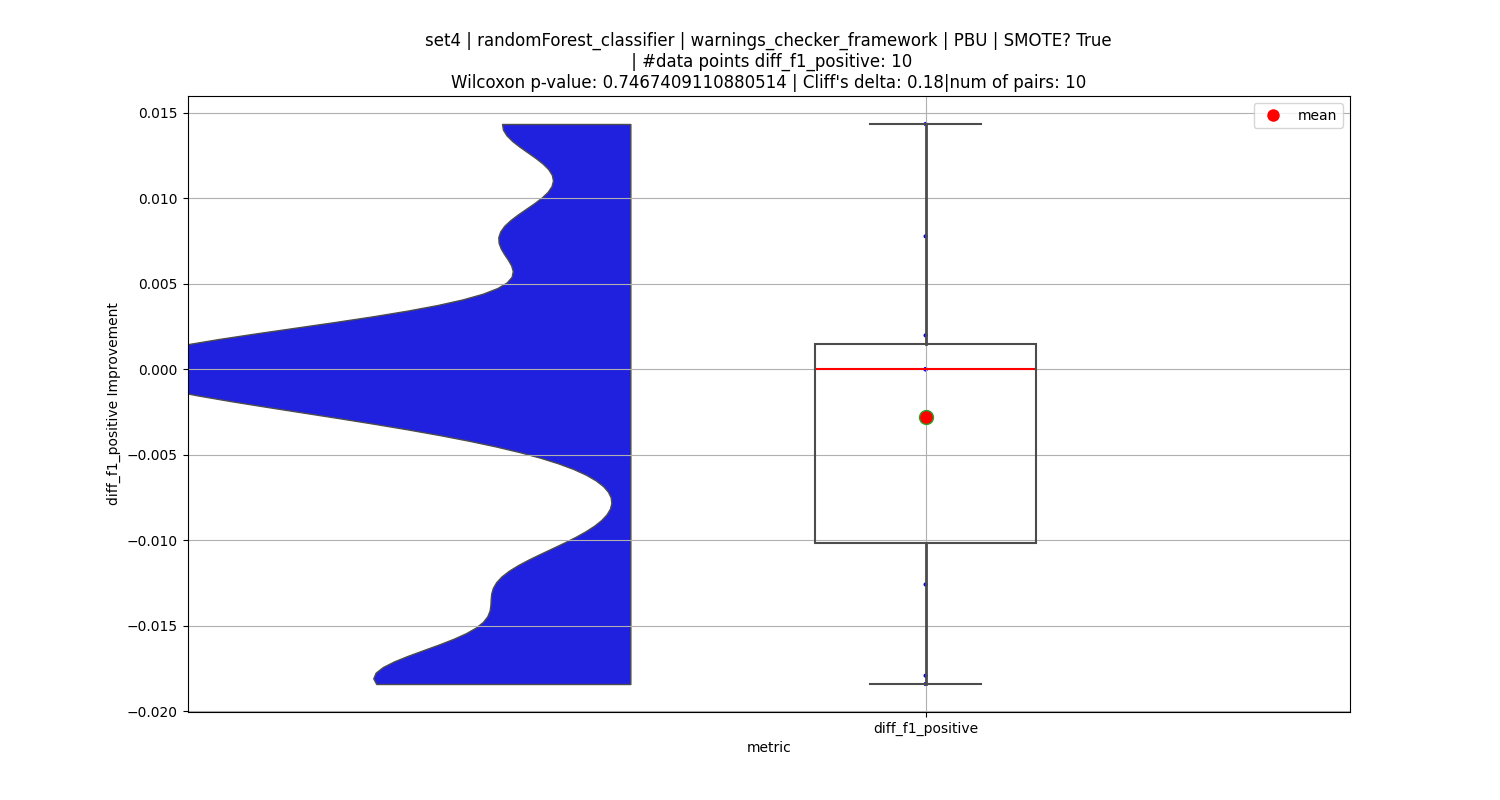 set4 | randomForest_classifier | warnings_checker_framework | PBU | SMOTE? True
| #data points diff_f1_positive: 10
Wilcoxon p-value: 0.7467409110880514 | Cliff's delta: 0.18|num of pairs: 10
mean
0.015
0.010
0.005
0.000
−0.005
−0.010
−0.015
−0.020
diff_f1_positive Improvement
diff_f1_positive
metric